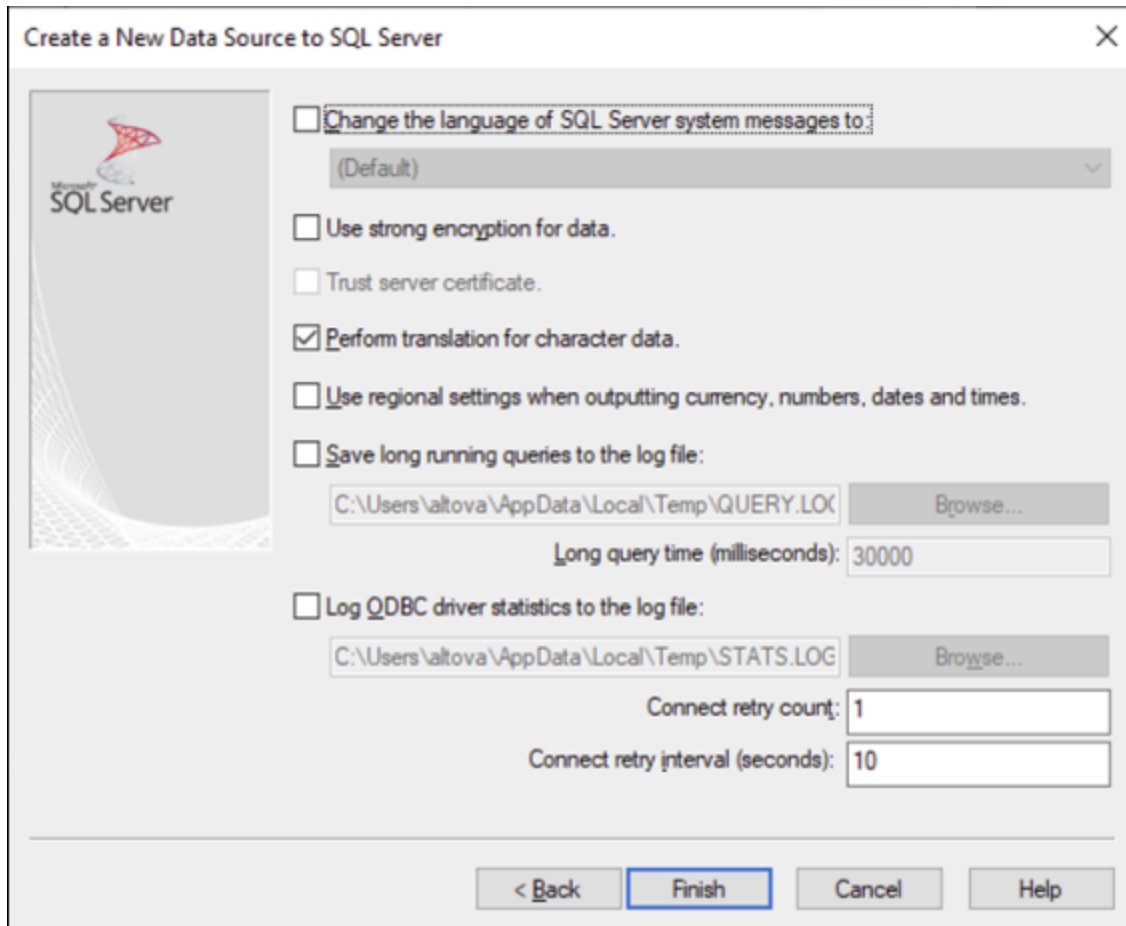 Create a New Data Source to SQL Server
Microsoft
SQL Server
Change the language of SQL Server system messages to:
(Default)
Use strong encryption for data.
Trust server certificate.
Perform translation for character data.
Use regional settings when outputting currency, numbers, dates and times.
Save long running queries to the log file:
C:\Users\altova\AppData\Local\Temp\QUERY.LO
Browse...
Long query time (milliseconds): 30000
Log ODBC driver statistics to the log file:
C:\Users\altova\AppData\Local\Temp\STATS.LOG
Browse...
Connect retry count: 1
Connect retry interval (seconds): 10
< Back Finish Cancel Help